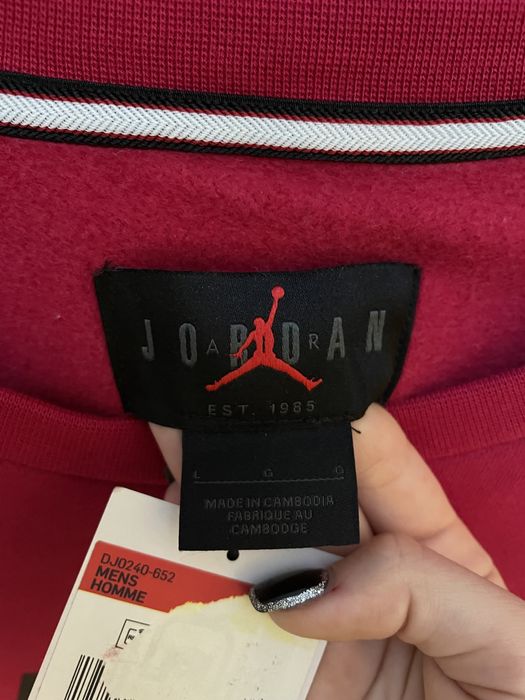 JORDAN
AIR
EST. 1985
L G G
MADE IN CAMBODIA
FABRIQUE AU
CAMBODGE
DJ0240-652
MENS
HOMME